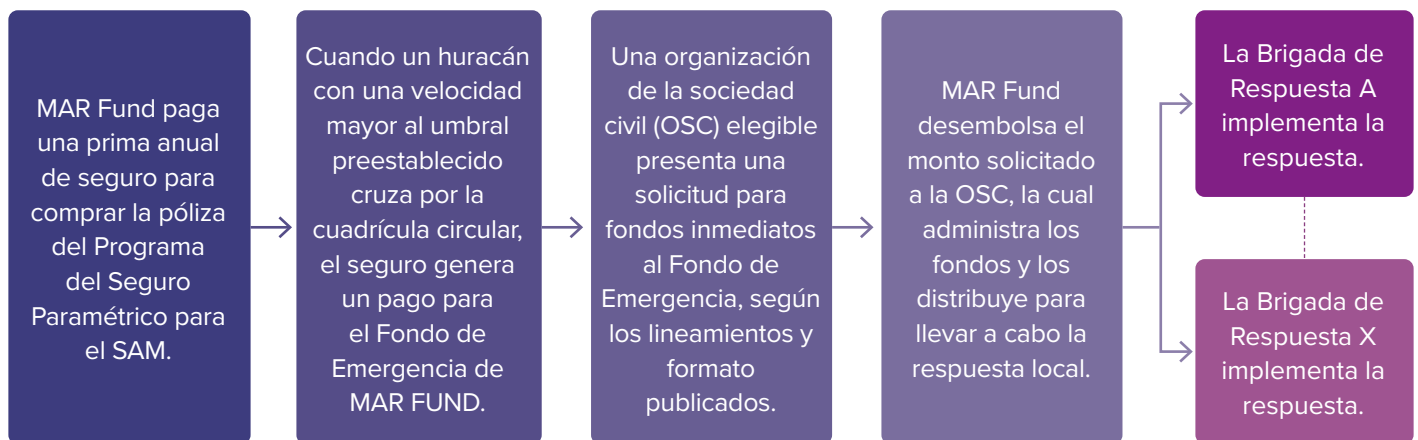 MAR Fund paga
una prima anual
de seguro para
comprar la póliza
del Programa
del Seguro
Paramétrico para
el SAM.
Cuando un huracán
con una velocidad
mayor al umbral
preestablecido
cruza por la
cuadrícula circular,
el seguro genera
un pago para
el Fondo de
Emergencia de
MAR FUND.
Una organización
de la sociedad
civil (OSC) elegible
presenta una
solicitud para
fondos inmediatos
al Fondo de
Emergencia, según
los lineamientos y
formato
publicados.
MAR Fund
desembolsa el
monto solicitado
a la OSC, la cual
administra los
fondos y los
distribuye para
llevar a cabo la
respuesta local.
La Brigada de
Respuesta A
implementa la
respuesta.
La Brigada de
Respuesta X
implementa la
respuesta.